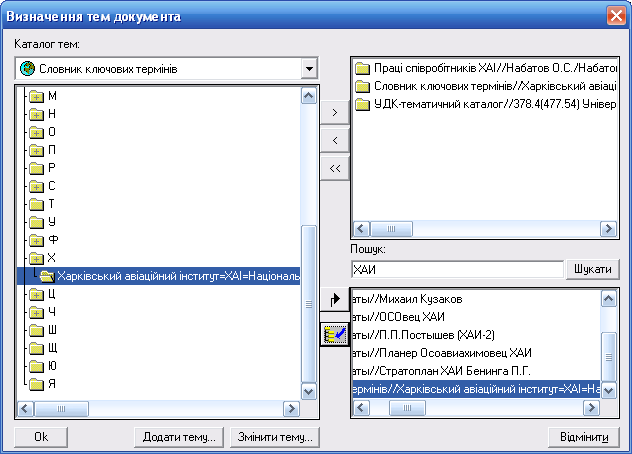 Визначення тем документа
Каталог тем:
Словник ключових термінів
М
Н
О
П
Р
С
Т
У
Ф
Х
Харківський авіаційний інститут=ХАІ=Національ
Ц
Ч
Ш
Щ
Ю
Я
>
<
<<
Праці співробітників ХАІ//Набатов О.С./Набатов
Словник ключових термінів//Харківський авіаці
УДК-тематичний каталог//378.4(477.54) Універ
Пошук:
ХАИ
Шукати
аты//Михаил Кузаков
аты//ОСОвец ХАИ
аты//П.П.Постышев (ХАИ-2)
аты//Планер Осоавиахимовец ХАИ
аты//Стратоплан ХАИ Бенинга П.Г.
ермінів//Харківський авіаційний інститут=ХАІ=На
Ok
Додати тему...
Змінити тему...
Відмінити